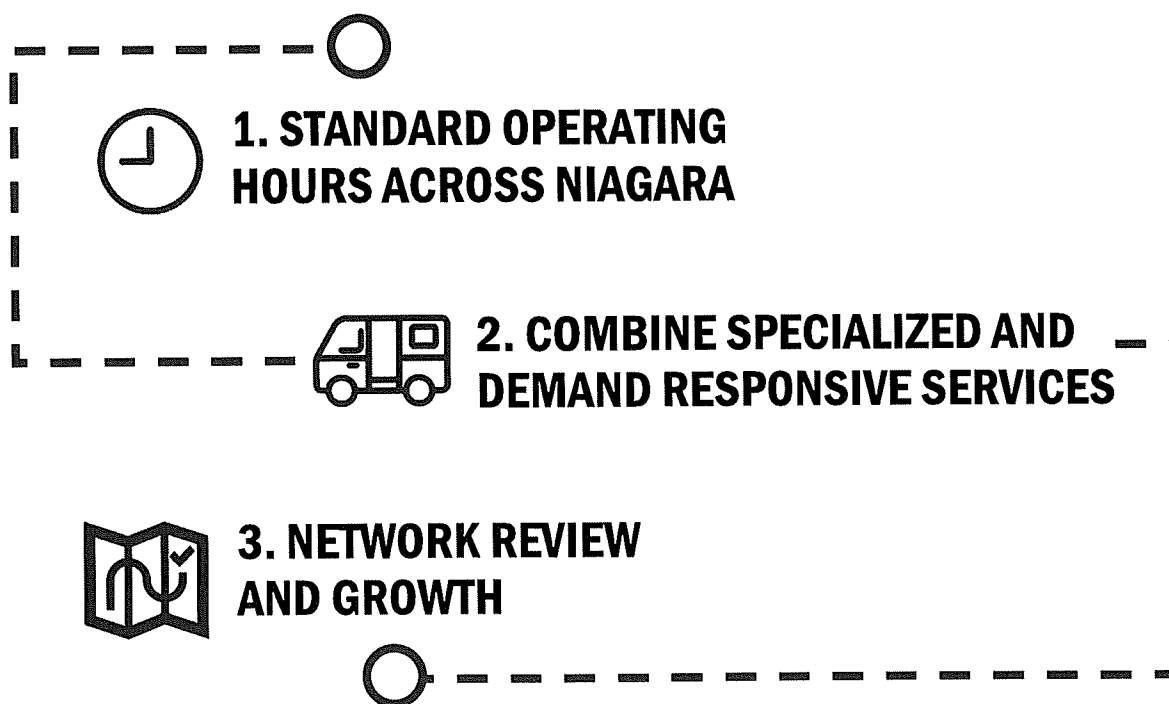 1. STANDARD OPERATING
HOURS ACROSS NIAGARA
2. COMBINE SPECIALIZED AND
DEMAND RESPONSIVE SERVICES
3. NETWORK REVIEW
AND GROWTH